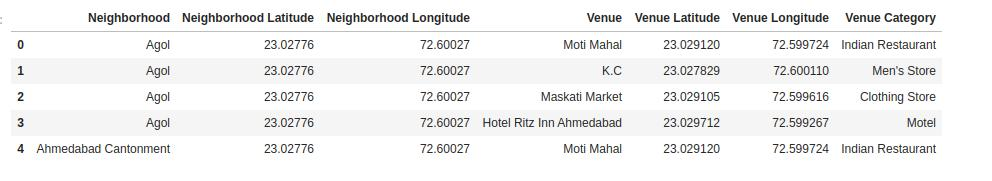 Neighborhood Neighborhood Latitude Neighborhood Longitude Venue Venue Latitude Venue Longitude Venue Category
0 Agol 23.02776 72.60027 Moti Mahal 23.029120 72.599724 Indian Restaurant
1 Agol 23.02776 72.60027 K.C 23.027829 72.600110 Men's Store
2 Agol 23.02776 72.60027 Maskati Market 23.029105 72.599616 Clothing Store
3 Agol 23.02776 72.60027 Hotel Ritz Inn Ahmedabad 23.029712 72.599267 Motel
4 Ahmedabad Cantonment 23.02776 72.60027 Moti Mahal 23.029120 72.599724 Indian Restaurant